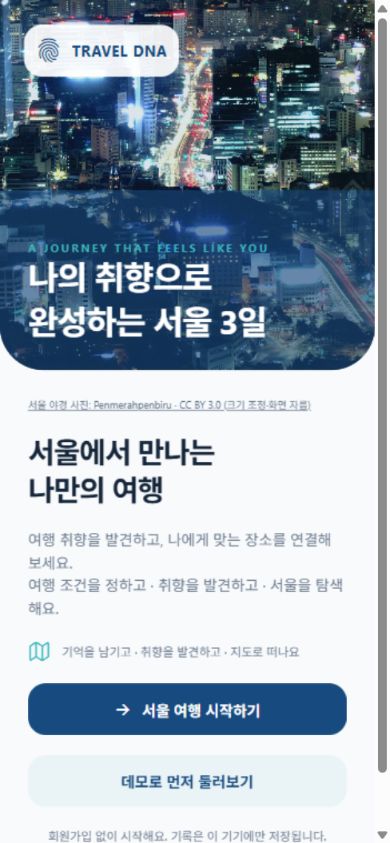 TRAVEL DNA
A JOURNEY THAT FEELS LIKE YOU
나의 취향으로
완성하는 서울 3일
서울 야경 사진: Penmerahpenbiru · CC BY 3.0 (크기 조정·화면 자름)
서울에서 만나는
나만의 여행
여행 취향을 발견하고, 나에게 맞는 장소를 연결해
보세요.
여행 조건을 정하고 · 취향을 발견하고 · 서울을 탐색
해요.
기억을 남기고 · 취향을 발견하고 · 지도로 떠나요
→ 서울 여행 시작하기
데모로 먼저 둘러보기
회원가입 없이 시작해요. 기록은 이 기기에만 저장됩니다.